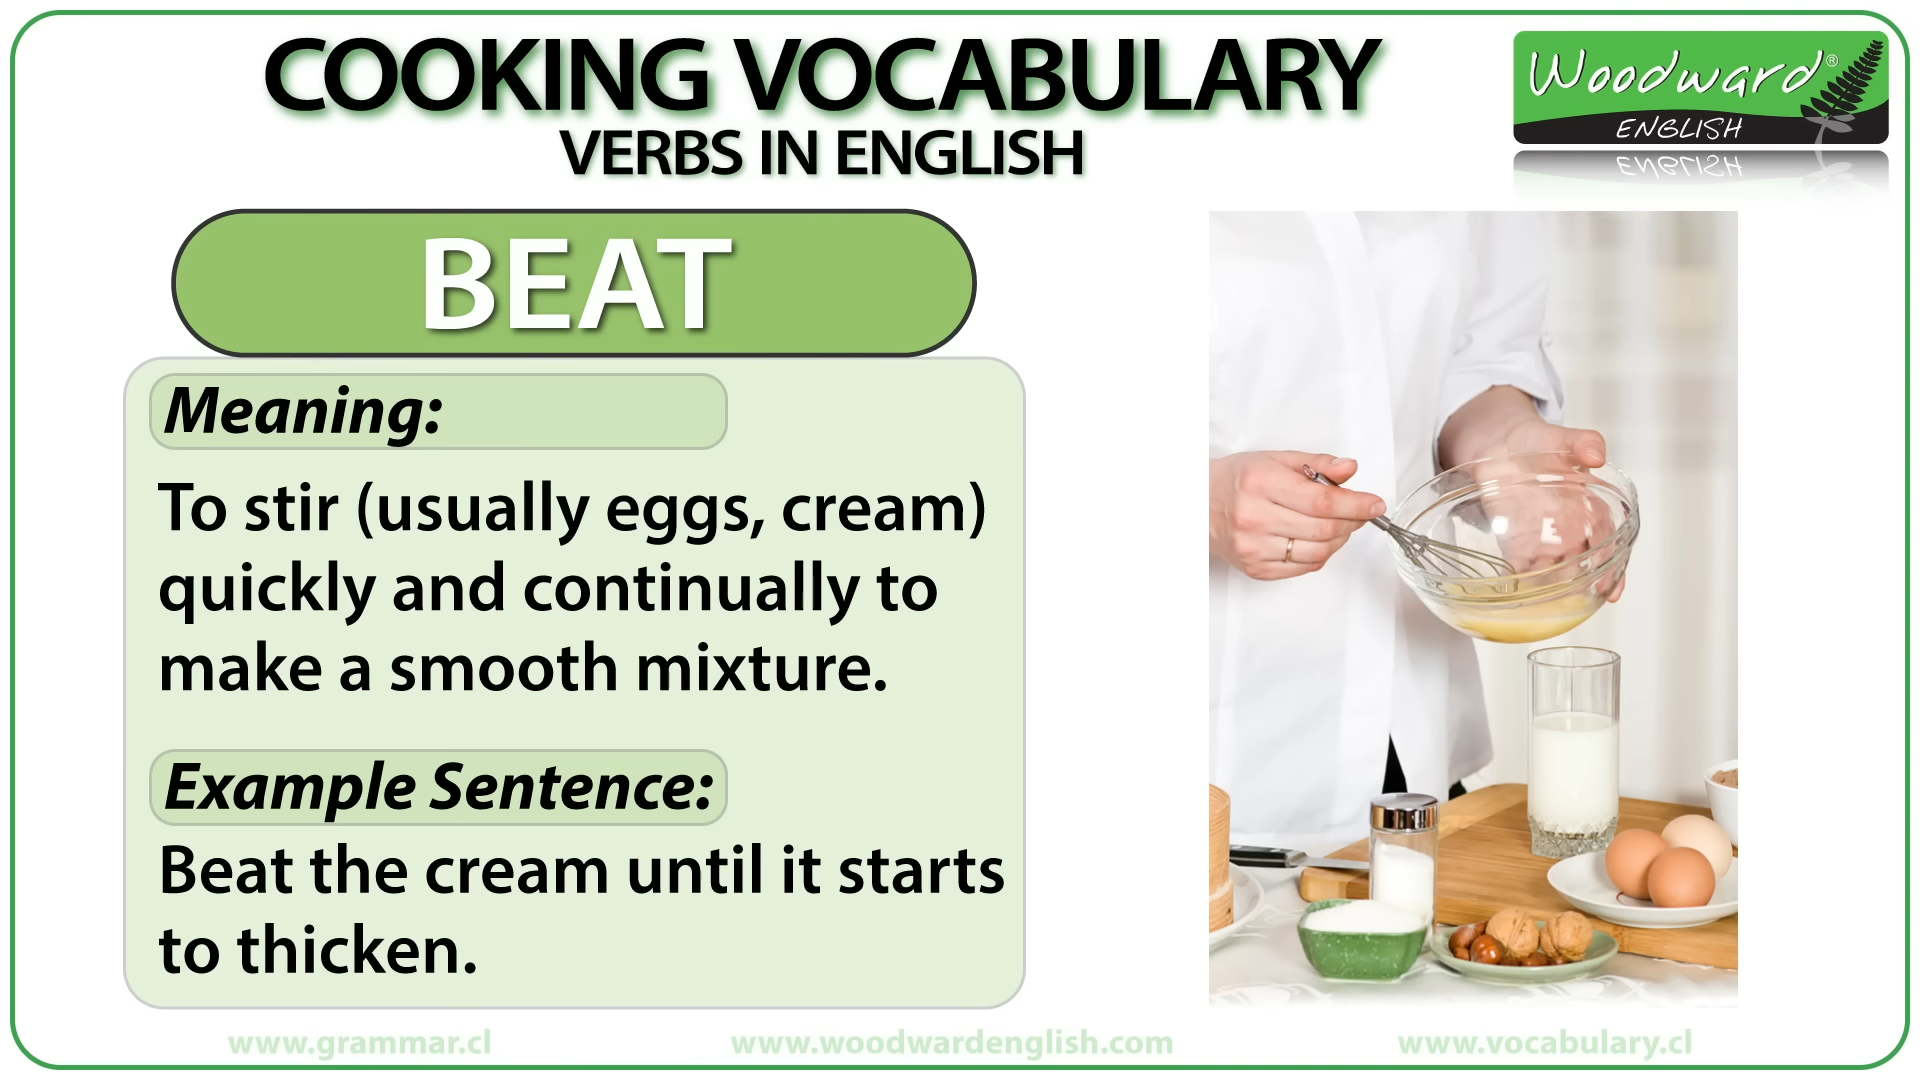 COOKING VOCABULARY
VERBS IN ENGLISH
Woodward®
ENGLISH
BEAT
Meaning:
To stir (usually eggs, cream)
quickly and continually to
make a smooth mixture.
Example Sentence:
Beat the cream until it starts
to thicken.
www.grammar.cl
www.woodwardenglish.com
www.vocabulary.cl